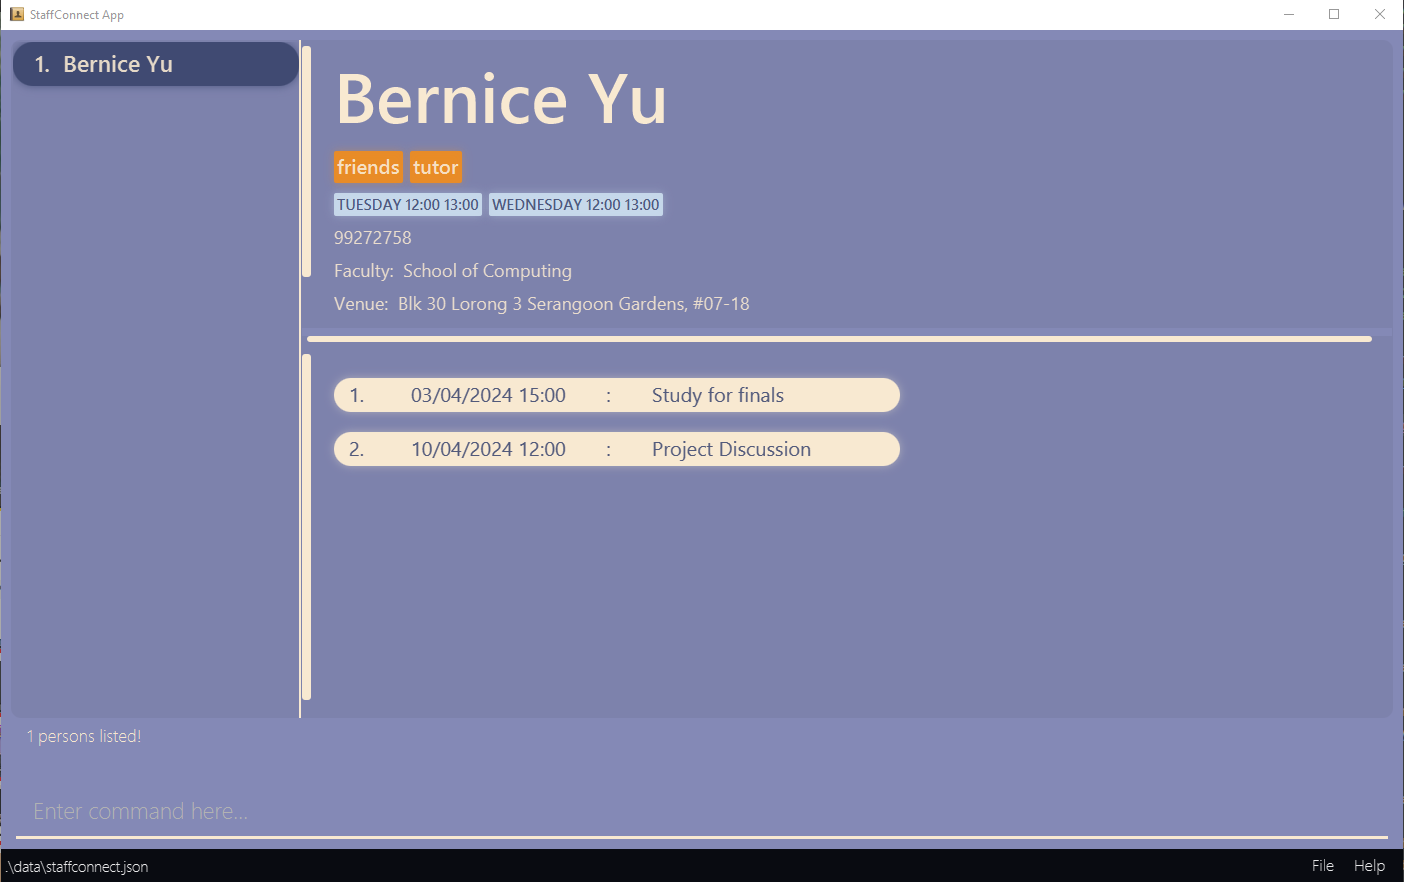 StaffConnect App
1. Bernice Yu
Bernice Yu
friends tutor
TUESDAY 12:00 13:00 WEDNESDAY 12:00 13:00
99272758
Faculty: School of Computing
Venue: Blk 30 Lorong 3 Serangoon Gardens, #07-18
1. 03/04/2024 15:00 : Study for finals
2. 10/04/2024 12:00 : Project Discussion
1 persons listed!
Enter command here...
.\data\staffconnect.json File Help